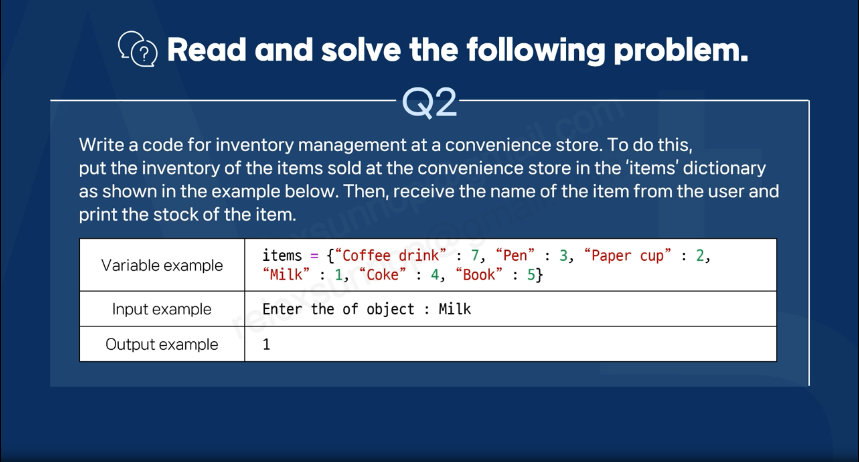 Read and solve the following problem.
Q2
Write a code for inventory management at a convenience store. To do this,
put the inventory of the items sold at the convenience store in the 'items' dictionary
as shown in the example below. Then, receive the name of the item from the user and
print the stock of the item.
Variable example
items = {“Coffee drink” : 7, “Pen” : 3, “Paper cup” : 2,
“Milk” : 1, “Coke” : 4, “Book” : 5}
Input example
Enter the of object : Milk
Output example
1